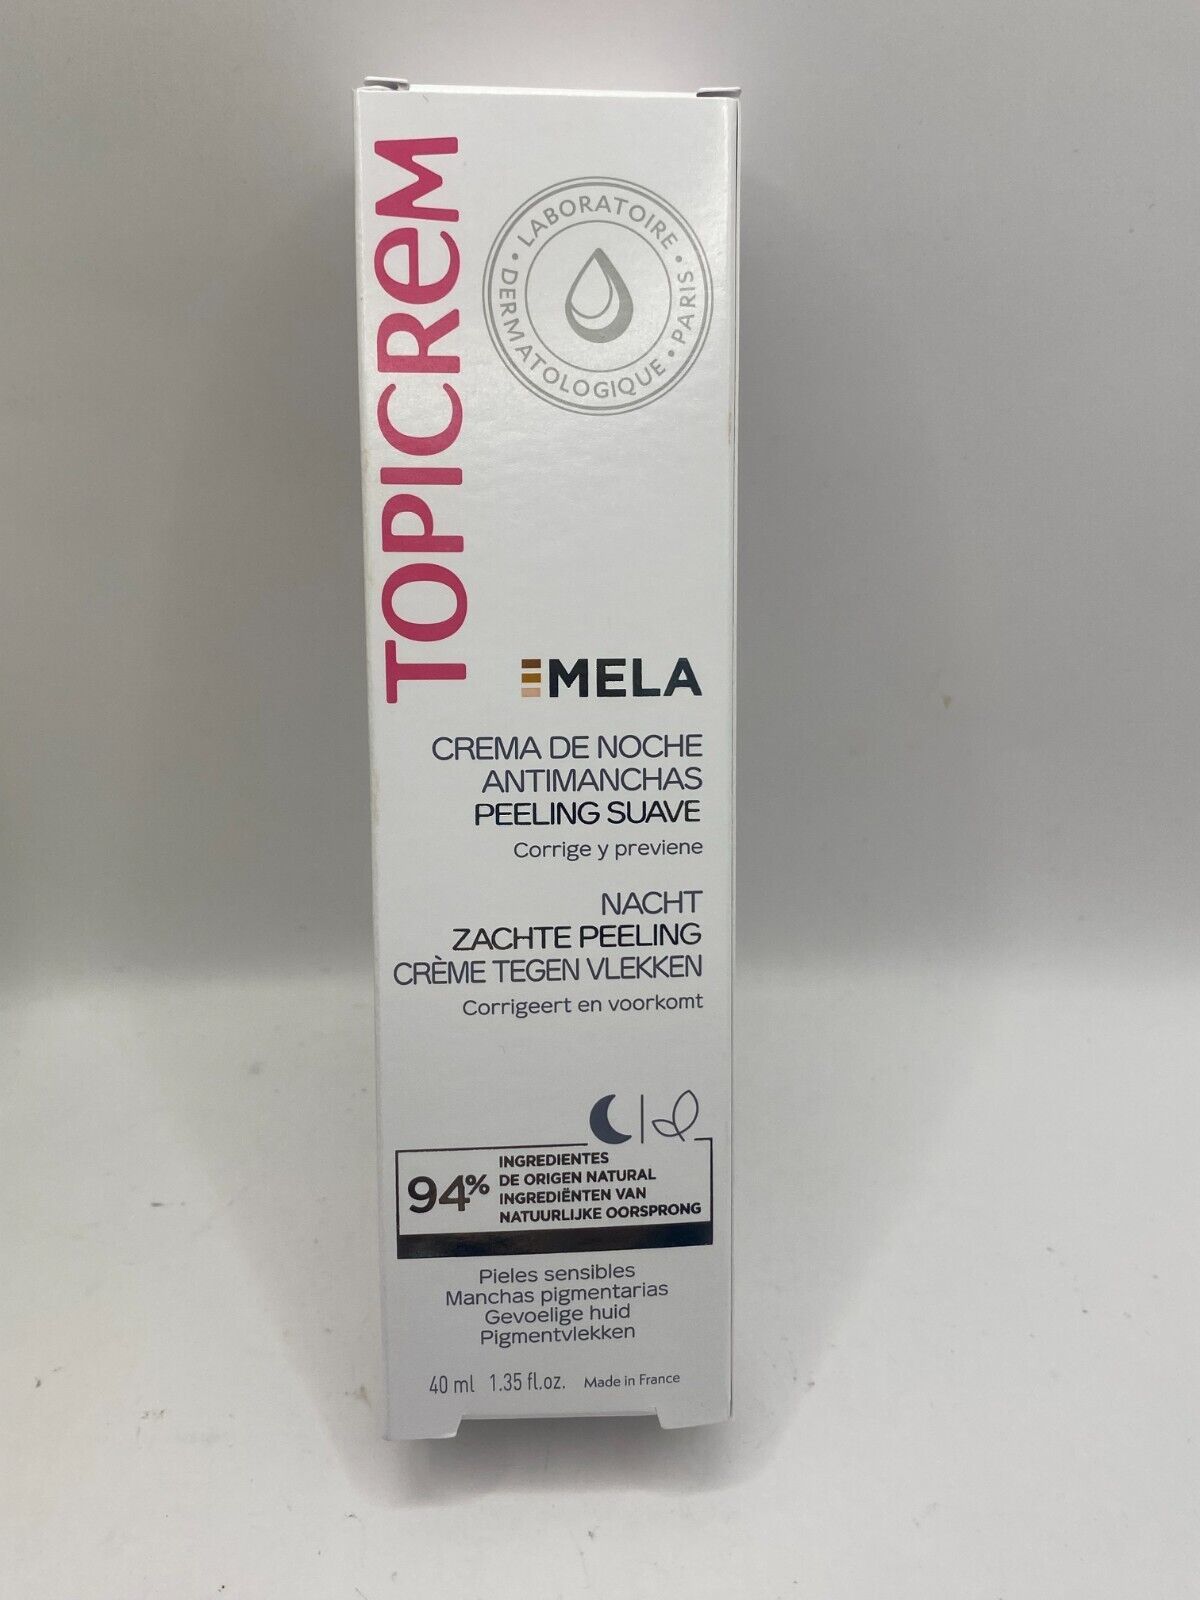 TOPICREM
LABORATOIRE • PARIS • DERMATOLOGIQUE •
MELA
CREMA DE NOCHE
ANTIMANCHAS
PEELING SUAVE
Corrige y previene
NACHT
ZACHTE PEELING
CRÈME TEGEN VLEKKEN
Corrigeert en voorkomt
94%
INGREDIENTES
DE ORIGEN NATURAL
INGREDIËNTEN VAN
NATUURLIJKE OORSPRONG
Pieles sensibles
Manchas pigmentarias
Gevoelige huid
Pigmentvlekken
40 ml 1.35 fl.oz. Made in France